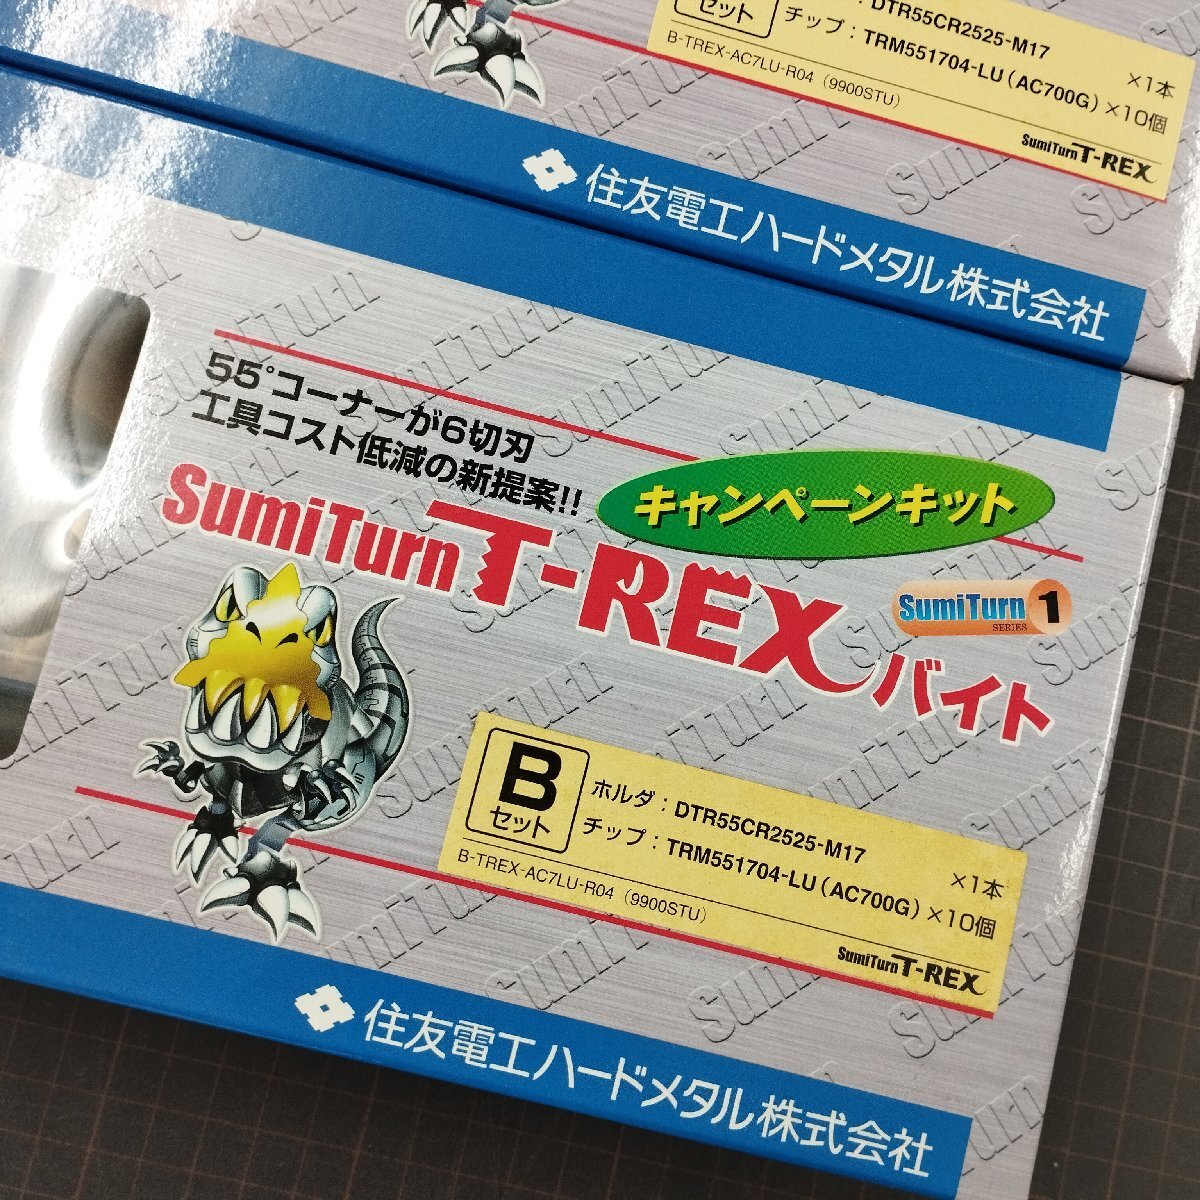 セット
DTR55CR2525-M17
×1本
チップ : TRM551704-LU (AC700G) ×10個
B-TREX-AC7LU-R04 (9900STU)
SumiTurn T-REX
住友電工ハードメタル株式会社
55°コーナーが6切刃
工具コスト低減の新提案!!
キャンペーンキット
SumiTurn T-REX バイト
SumiTurn 1
SERIES
B
セット
ホルダ : DTR55CR2525-M17 ×1本
チップ : TRM551704-LU (AC700G) ×10個
B-TREX-AC7LU-R04 (9900STU)
SumiTurn T-REX
住友電工ハードメタル株式会社